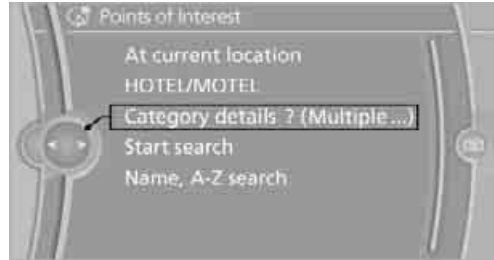 Points of Interest
At current location
HOTEL/MOTEL
Category details ? (Multiple ...)
Start search
Name, A-Z search